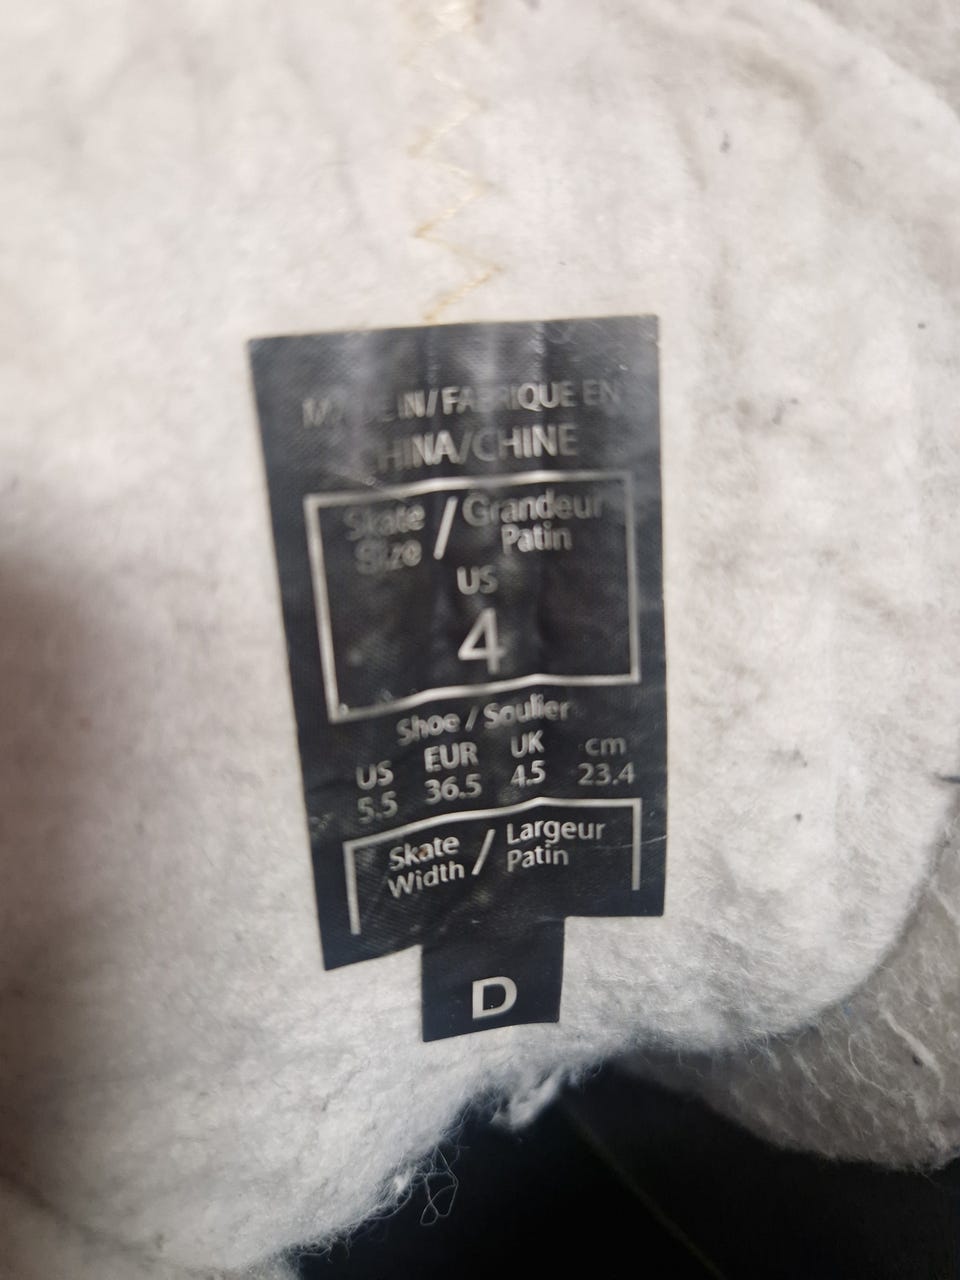 MADE IN/FABRIQUE EN
CHINA/CHINE
Skate Size / Grandeur Patin
US
4
Shoe / Soulier
US EUR UK cm
5.5 36.5 4.5 23.4
Skate Width / Largeur Patin
D